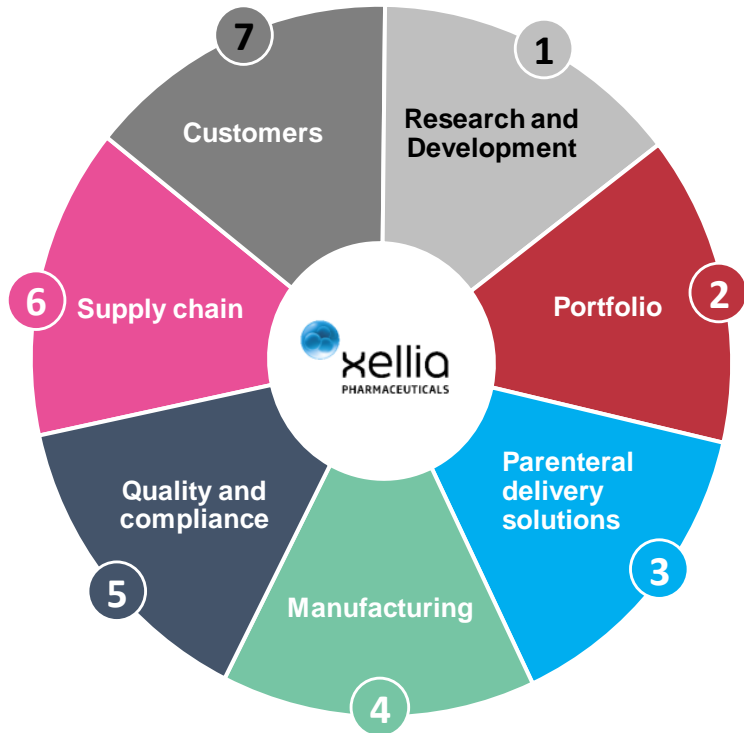 7
1
Customers
Research and
Development
6
Supply chain
2
Portfolio
xellia
PHARMACEUTICALS
Quality and
compliance
5
Parenteral
delivery
solutions
3
Manufacturing
4